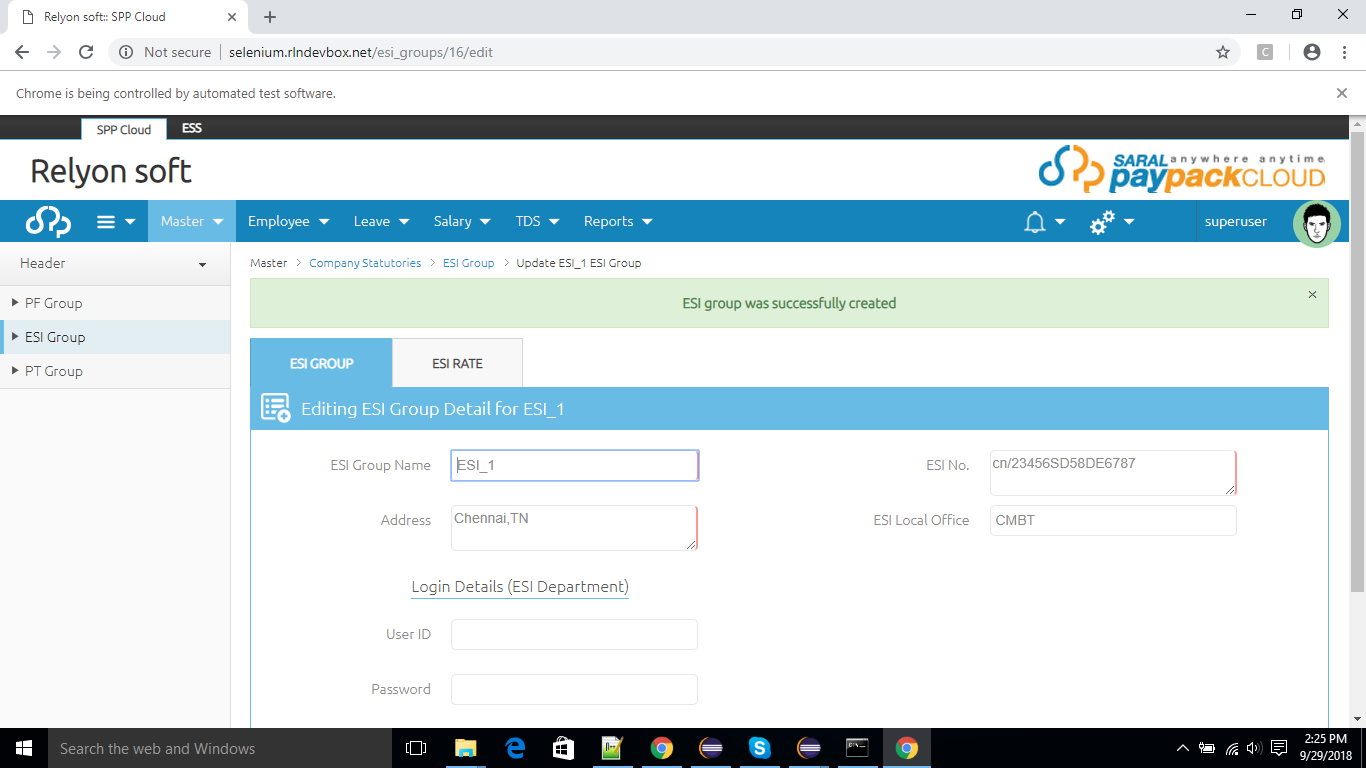 Relyon soft:: SPP Cloud
Not secure selenium.rlndevbox.net/esi_groups/16/edit
C
Chrome is being controlled by automated test software.
SPP Cloud ESS
Relyon soft
SARAL anywhere anytime
paypackCLOUD
Master Employee Leave Salary TDS Reports superuser
Header
Master > Company Statutories > ESI Group > Update ESI_1 ESI Group
PF Group
ESI group was successfully created
ESI Group
PT Group
ESI GROUP ESI RATE
Editing ESI Group Detail for ESI_1
ESI Group Name ESI_1 ESI No. cn/23456SD58DE6787
Address Chennai,TN ESI Local Office CMBT
Login Details (ESI Department)
User ID
Password
Search the web and Windows
2:25 PM
9/29/2018